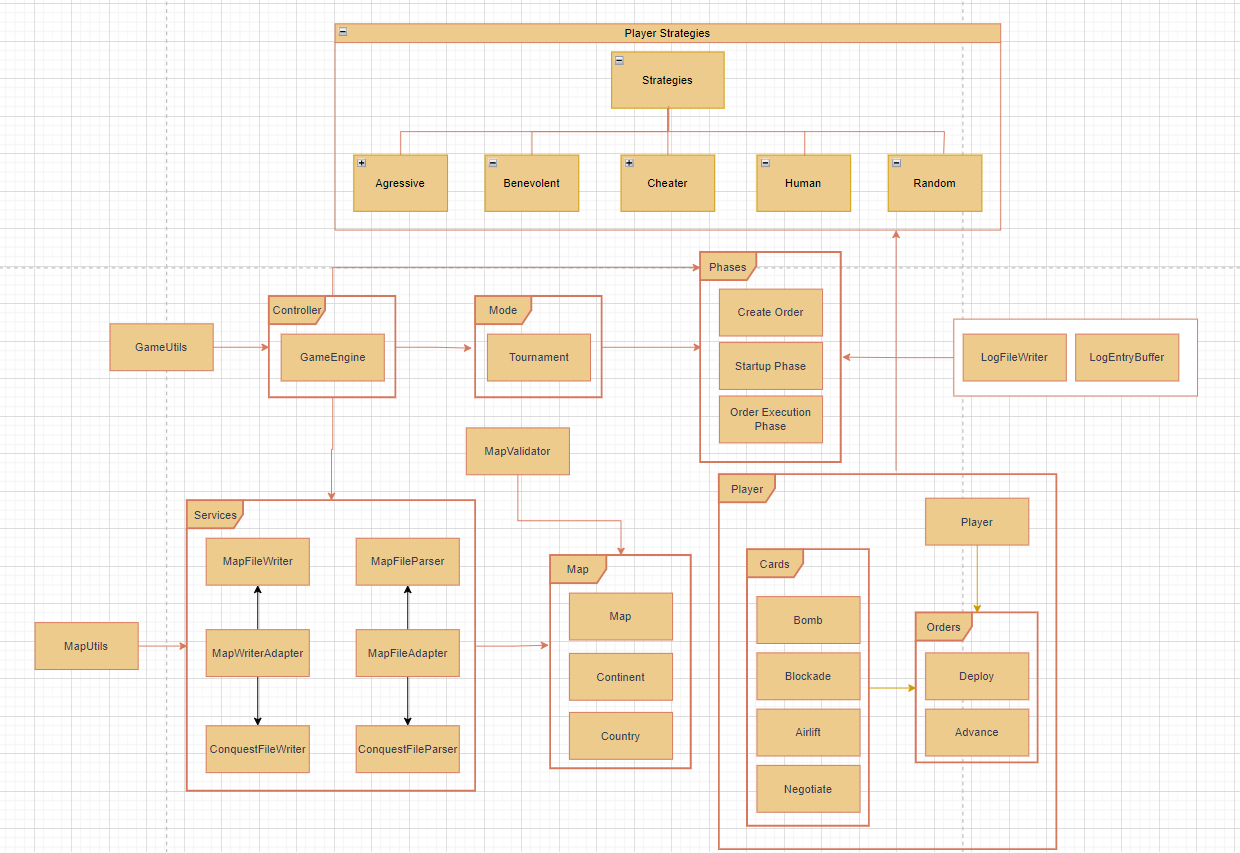 Player Strategies
Strategies
Agressive
Benevolent
Cheater
Human
Random
Phases
Controller
Mode
Create Order
GameUtils
GameEngine
Tournament
Startup Phase
LogFileWriter
LogEntryBuffer
Order Execution
Phase
MapValidator
Player
Services
Player
MapFileWriter
MapFileParser
Map
Cards
Map
Bomb
Orders
MapUtils
MapWriterAdapter
MapFileAdapter
Continent
Blockade
Deploy
Country
Airlift
Advance
ConquestFileWriter
ConquestFileParser
Negotiate